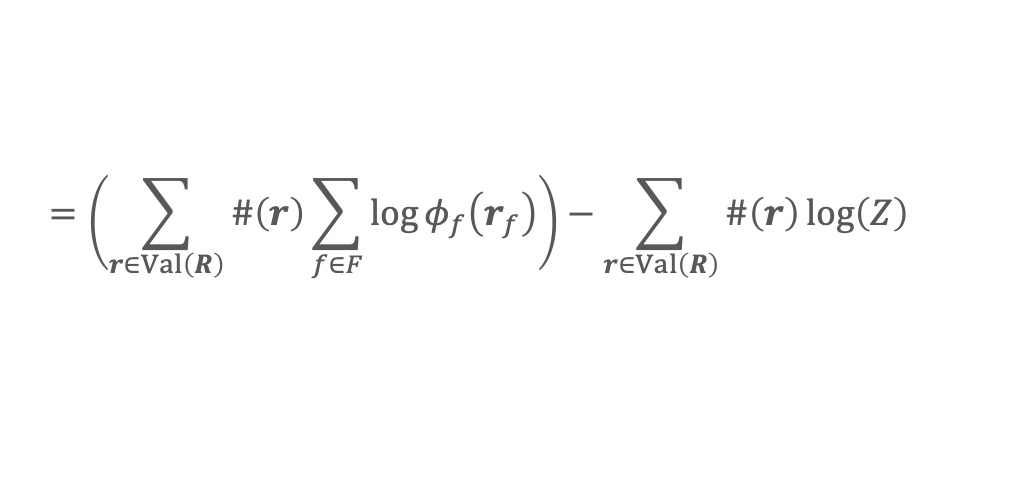 = ( ∑_{𝒓∈Val(𝑹)} #(𝒓) ∑_{f∈F} log ϕ_f(𝒓_f) ) − ∑_{𝒓∈Val(𝑹)} #(𝒓) log(Z)